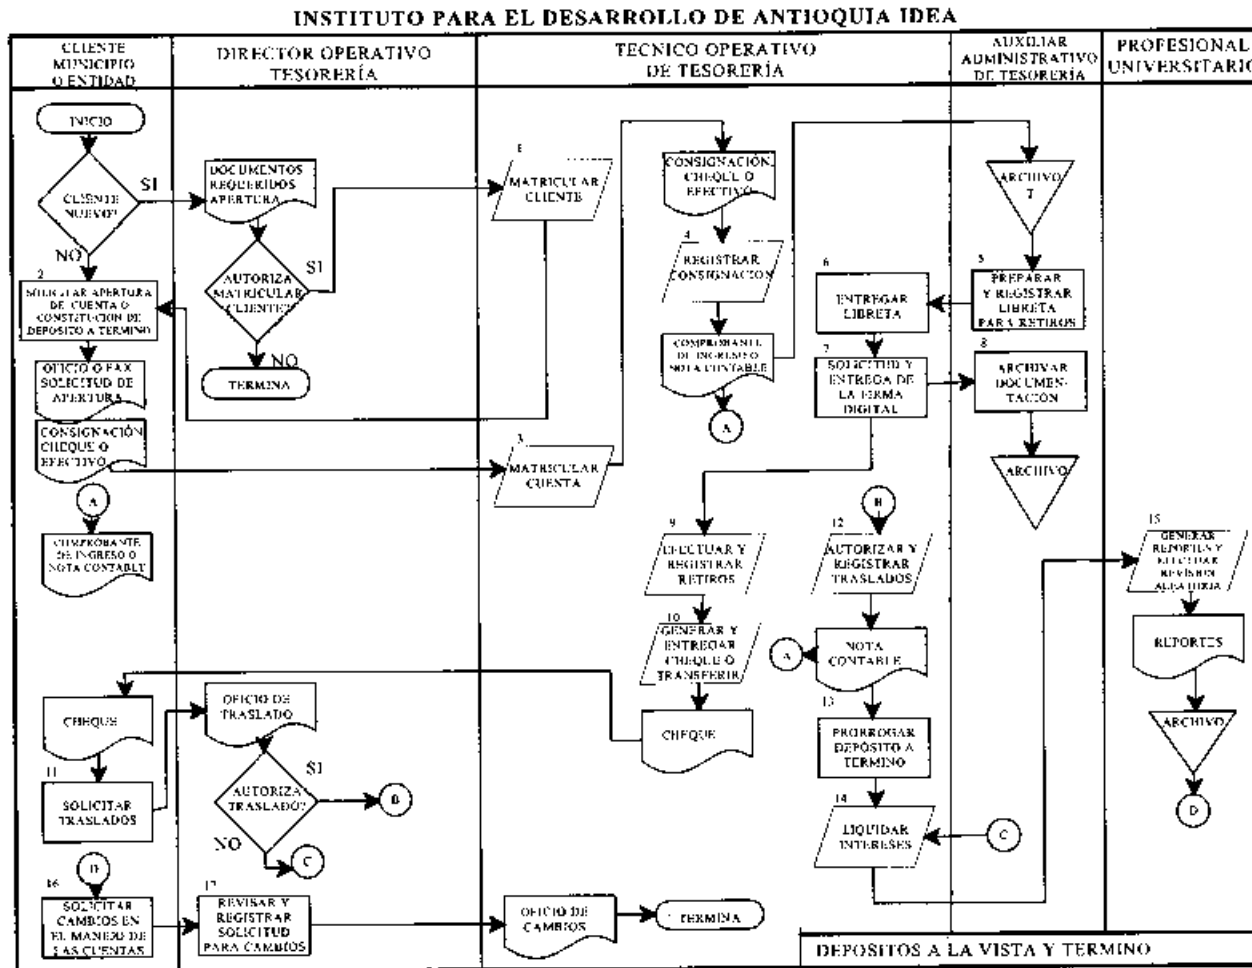 INSTITUTO PARA EL DESARROLLO DE ANTIOQUIA IDEA
CLIENTE
MUNICIPIO
O ENTIDAD
DIRECTOR OPERATIVO
TESORERÍA
TECNICO OPERATIVO
DE TESORERÍA
AUXILIAR
ADMINISTRATIVO
DE TESORERÍA
PROFESIONAL
UNIVERSITARIO
INICIO
CLIENTE
NUEVO?
SI
NO
DOCUMENTOS
REQUERIDOS
APERTURA
AUTORIZA
MATRICULAR
CLIENTE?
SI
NO
TERMINA
1
MATRICULAR
CLIENTE
2
SOLICITAR APERTURA
DE CUENTA O
CONSTITUCION DE
DEPOSITO A TERMINO
OFICIO O FAX
SOLICITUD DE
APERTURA
CONSIGNACIÓN
CHEQUE O
EFECTIVO
3
MATRICULAR
CUENTA
CONSIGNACIÓN
CHEQUE O
EFECTIVO
4
REGISTRAR
CONSIGNACION
COMPROBANTE
DE INGRESO O
NOTA CONTABLE
A
ARCHIVO
T
5
PREPARAR
Y REGISTRAR
LIBRETA
PARA RETIROS
6
ENTREGAR
LIBRETA
7
SOLICITUD Y
ENTREGA DE
LA FIRMA
DIGITAL
8
ARCHIVAR
DOCUMEN-
TACIÓN
ARCHIVO
A
COMPROBANTE
DE INGRESO O
NOTA CONTABLE
9
EFECTUAR Y
REGISTRAR
RETIROS
10
GENERAR Y
ENTREGAR
CHEQUE O
TRANSFERIR
CHEQUE
CHEQUE
11
SOLICITAR
TRASLADOS
OFICIO DE
TRASLADO
AUTORIZA
TRASLADO?
SI
B
NO
C
B
12
AUTORIZAR Y
REGISTRAR
TRASLADOS
NOTA
CONTABLE
A
13
PRORROGAR
DEPÓSITO A
TERMINO
14
LIQUIDAR
INTERESES
C
15
GENERAR
REPORTES Y
EFECTUAR
REVISION
ALEATORIA
REPORTES
ARCHIVO
D
D
16
SOLICITAR
CAMBIOS EN
EL MANEJO DE
LAS CUENTAS
17
REVISAR Y
REGISTRAR
SOLICITUD
PARA CAMBIOS
OFICIO DE
CAMBIOS
TERMINA
DEPOSITOS A LA VISTA Y TERMINO